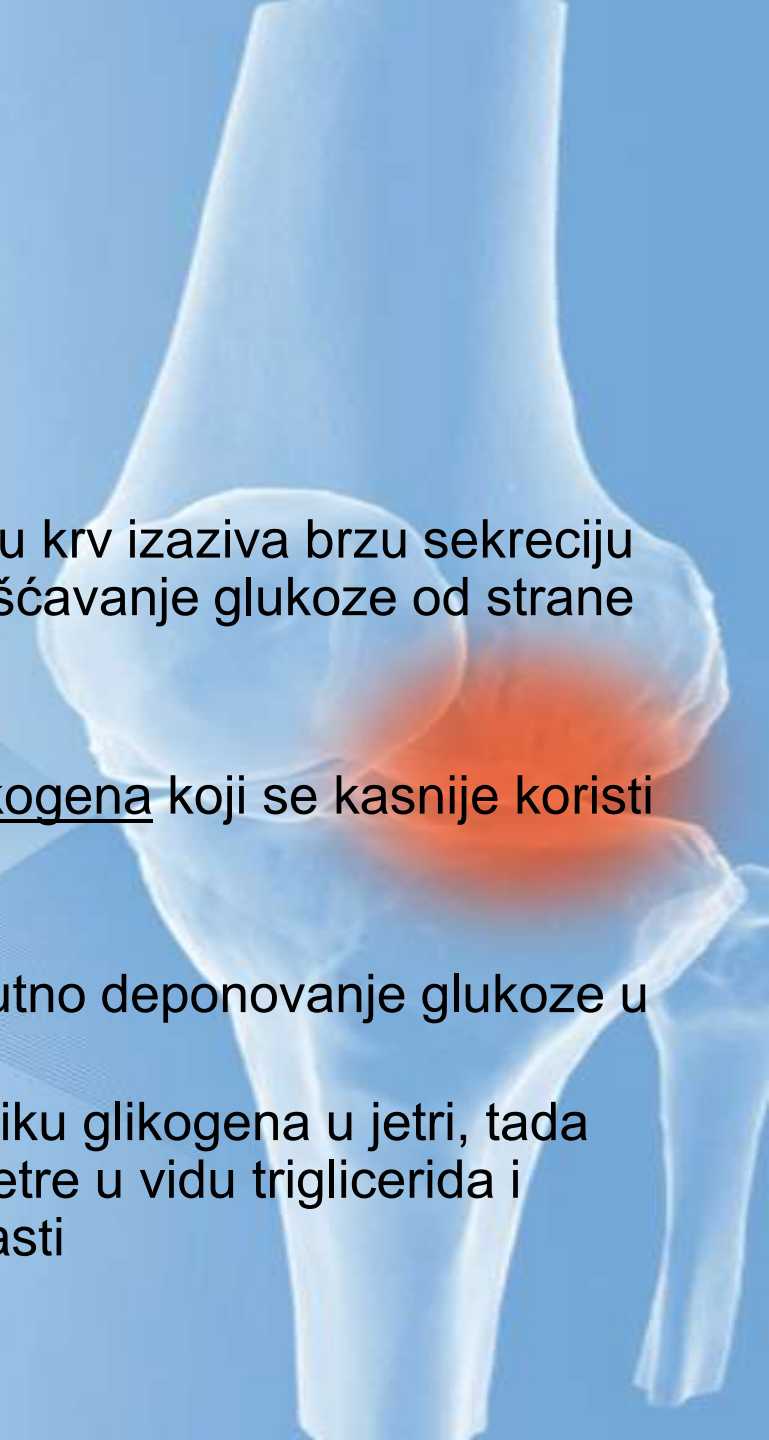 u krv izaziva brzu sekreciju
šćavanje glukoze od strane
kogena koji se kasnije koristi
utno deponovanje glukoze u
iku glikogena u jetri, tada
etre u vidu triglicerida i
asti